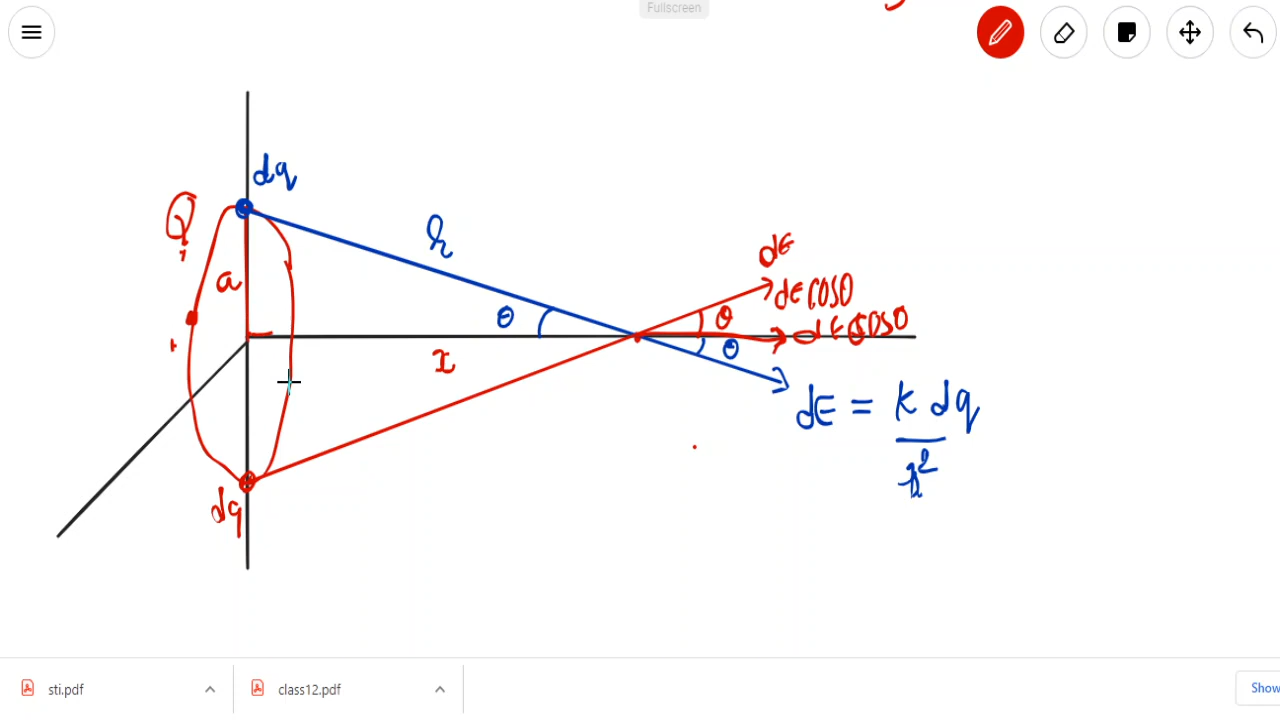 Fullscreen
dq
Q
r
a
dE
dE cosθ
θ
θ
dE cosθ
x
θ
dE = k dq
r²
dq
sti.pdf
class12.pdf
Show